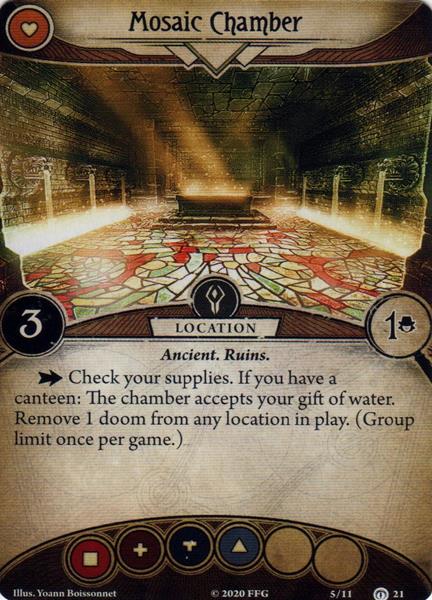 Mosaic Chamber
3
LOCATION
1
Ancient. Ruins.
Check your supplies. If you have a
canteen: The chamber accepts your gift of water.
Remove 1 doom from any location in play. (Group
limit once per game.)
Illus. Yoann Boissonnet
© 2020 FFG
5/11
21